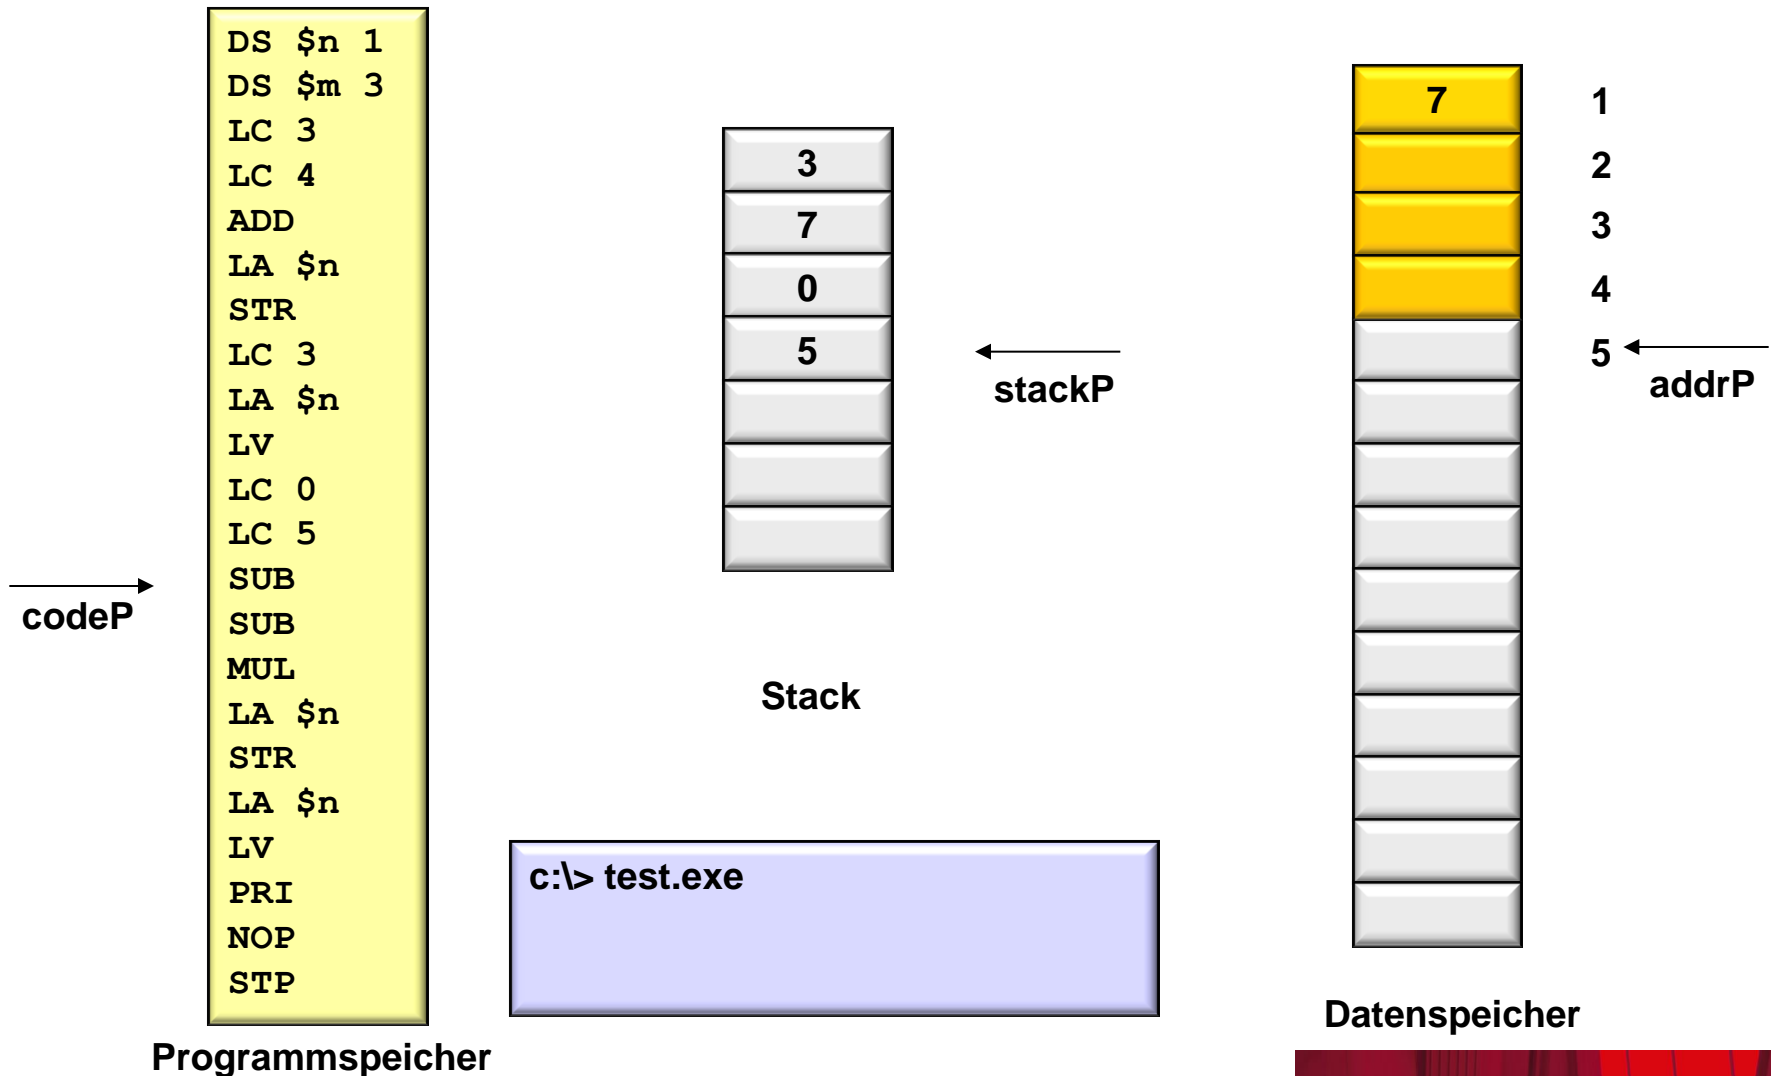 DS $n 1
DS $m 3
LC 3
LC 4
ADD
LA $n
STR
LC 3
LA $n
LV
LC 0
LC 5
SUB
SUB
MUL
LA $n
STR
LA $n
LV
PRI
NOP
STP
codeP
Programmspeicher
3
7
0
5
stackP
Stack
c:\> test.exe
7
1
2
3
4
5
addrP
Datenspeicher